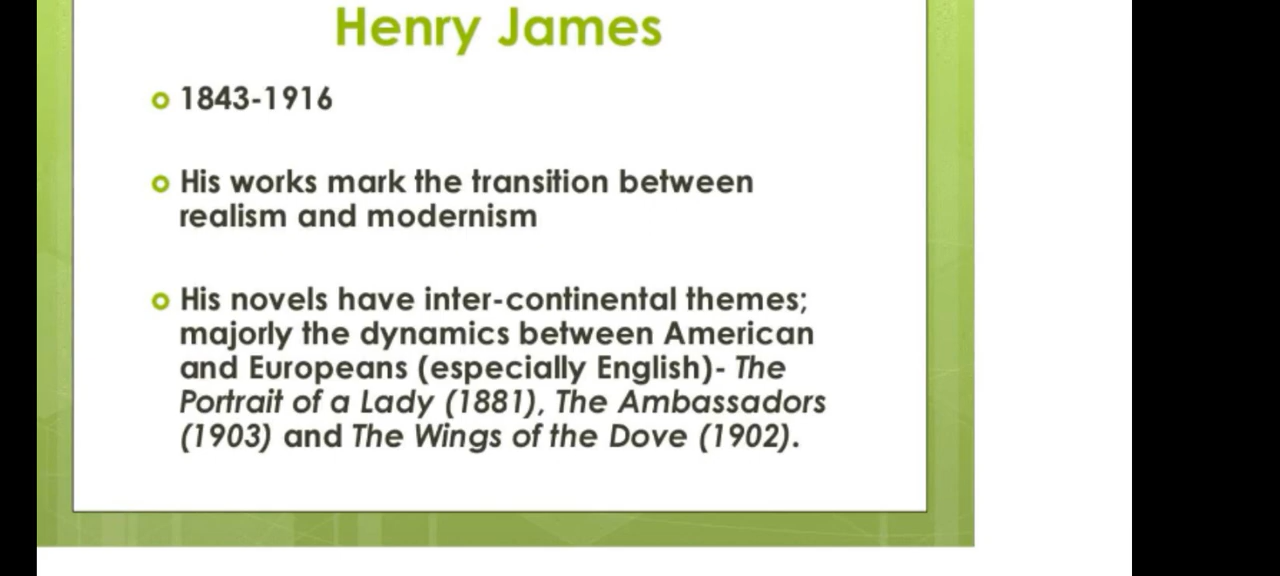 Henry James
1843-1916
His works mark the transition between
realism and modernism
His novels have inter-continental themes;
majorly the dynamics between American
and Europeans (especially English)- The
Portrait of a Lady (1881), The Ambassadors
(1903) and The Wings of the Dove (1902).